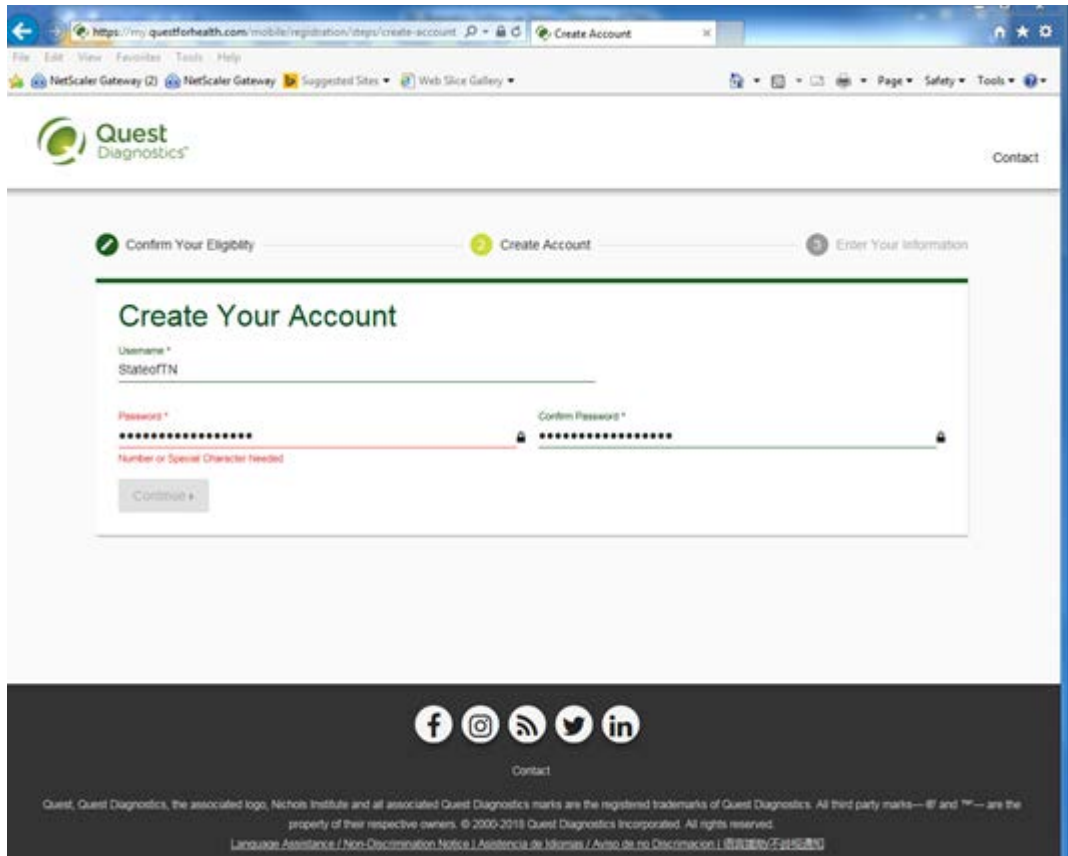 https://my.questforhealth.com/mobile/registration/steps/create-account
Create Account
File Edit View Favorites Tools Help
NetScaler Gateway (2) NetScaler Gateway Suggested Sites Web Slice Gallery Page Safety Tools
Quest
Diagnostics™
Contact
Confirm Your Eligiblity 2 Create Account 3 Enter Your Information
Create Your Account
Username *
StateofTN
Password * Confirm Password *
Number or Special Character Needed
Continue
Contact
Quest, Quest Diagnostics, the associated logo, Nichols Institute and all associated Quest Diagnostics marks are the registered trademarks of Quest Diagnostics. All third party marks—® and ™— are the
property of their respective owners. © 2000-2018 Quest Diagnostics Incorporated. All rights reserved.
Language Assistance / Non-Discrimination Notice | Asistencia de Idiomas / Aviso de no Discriminacion |